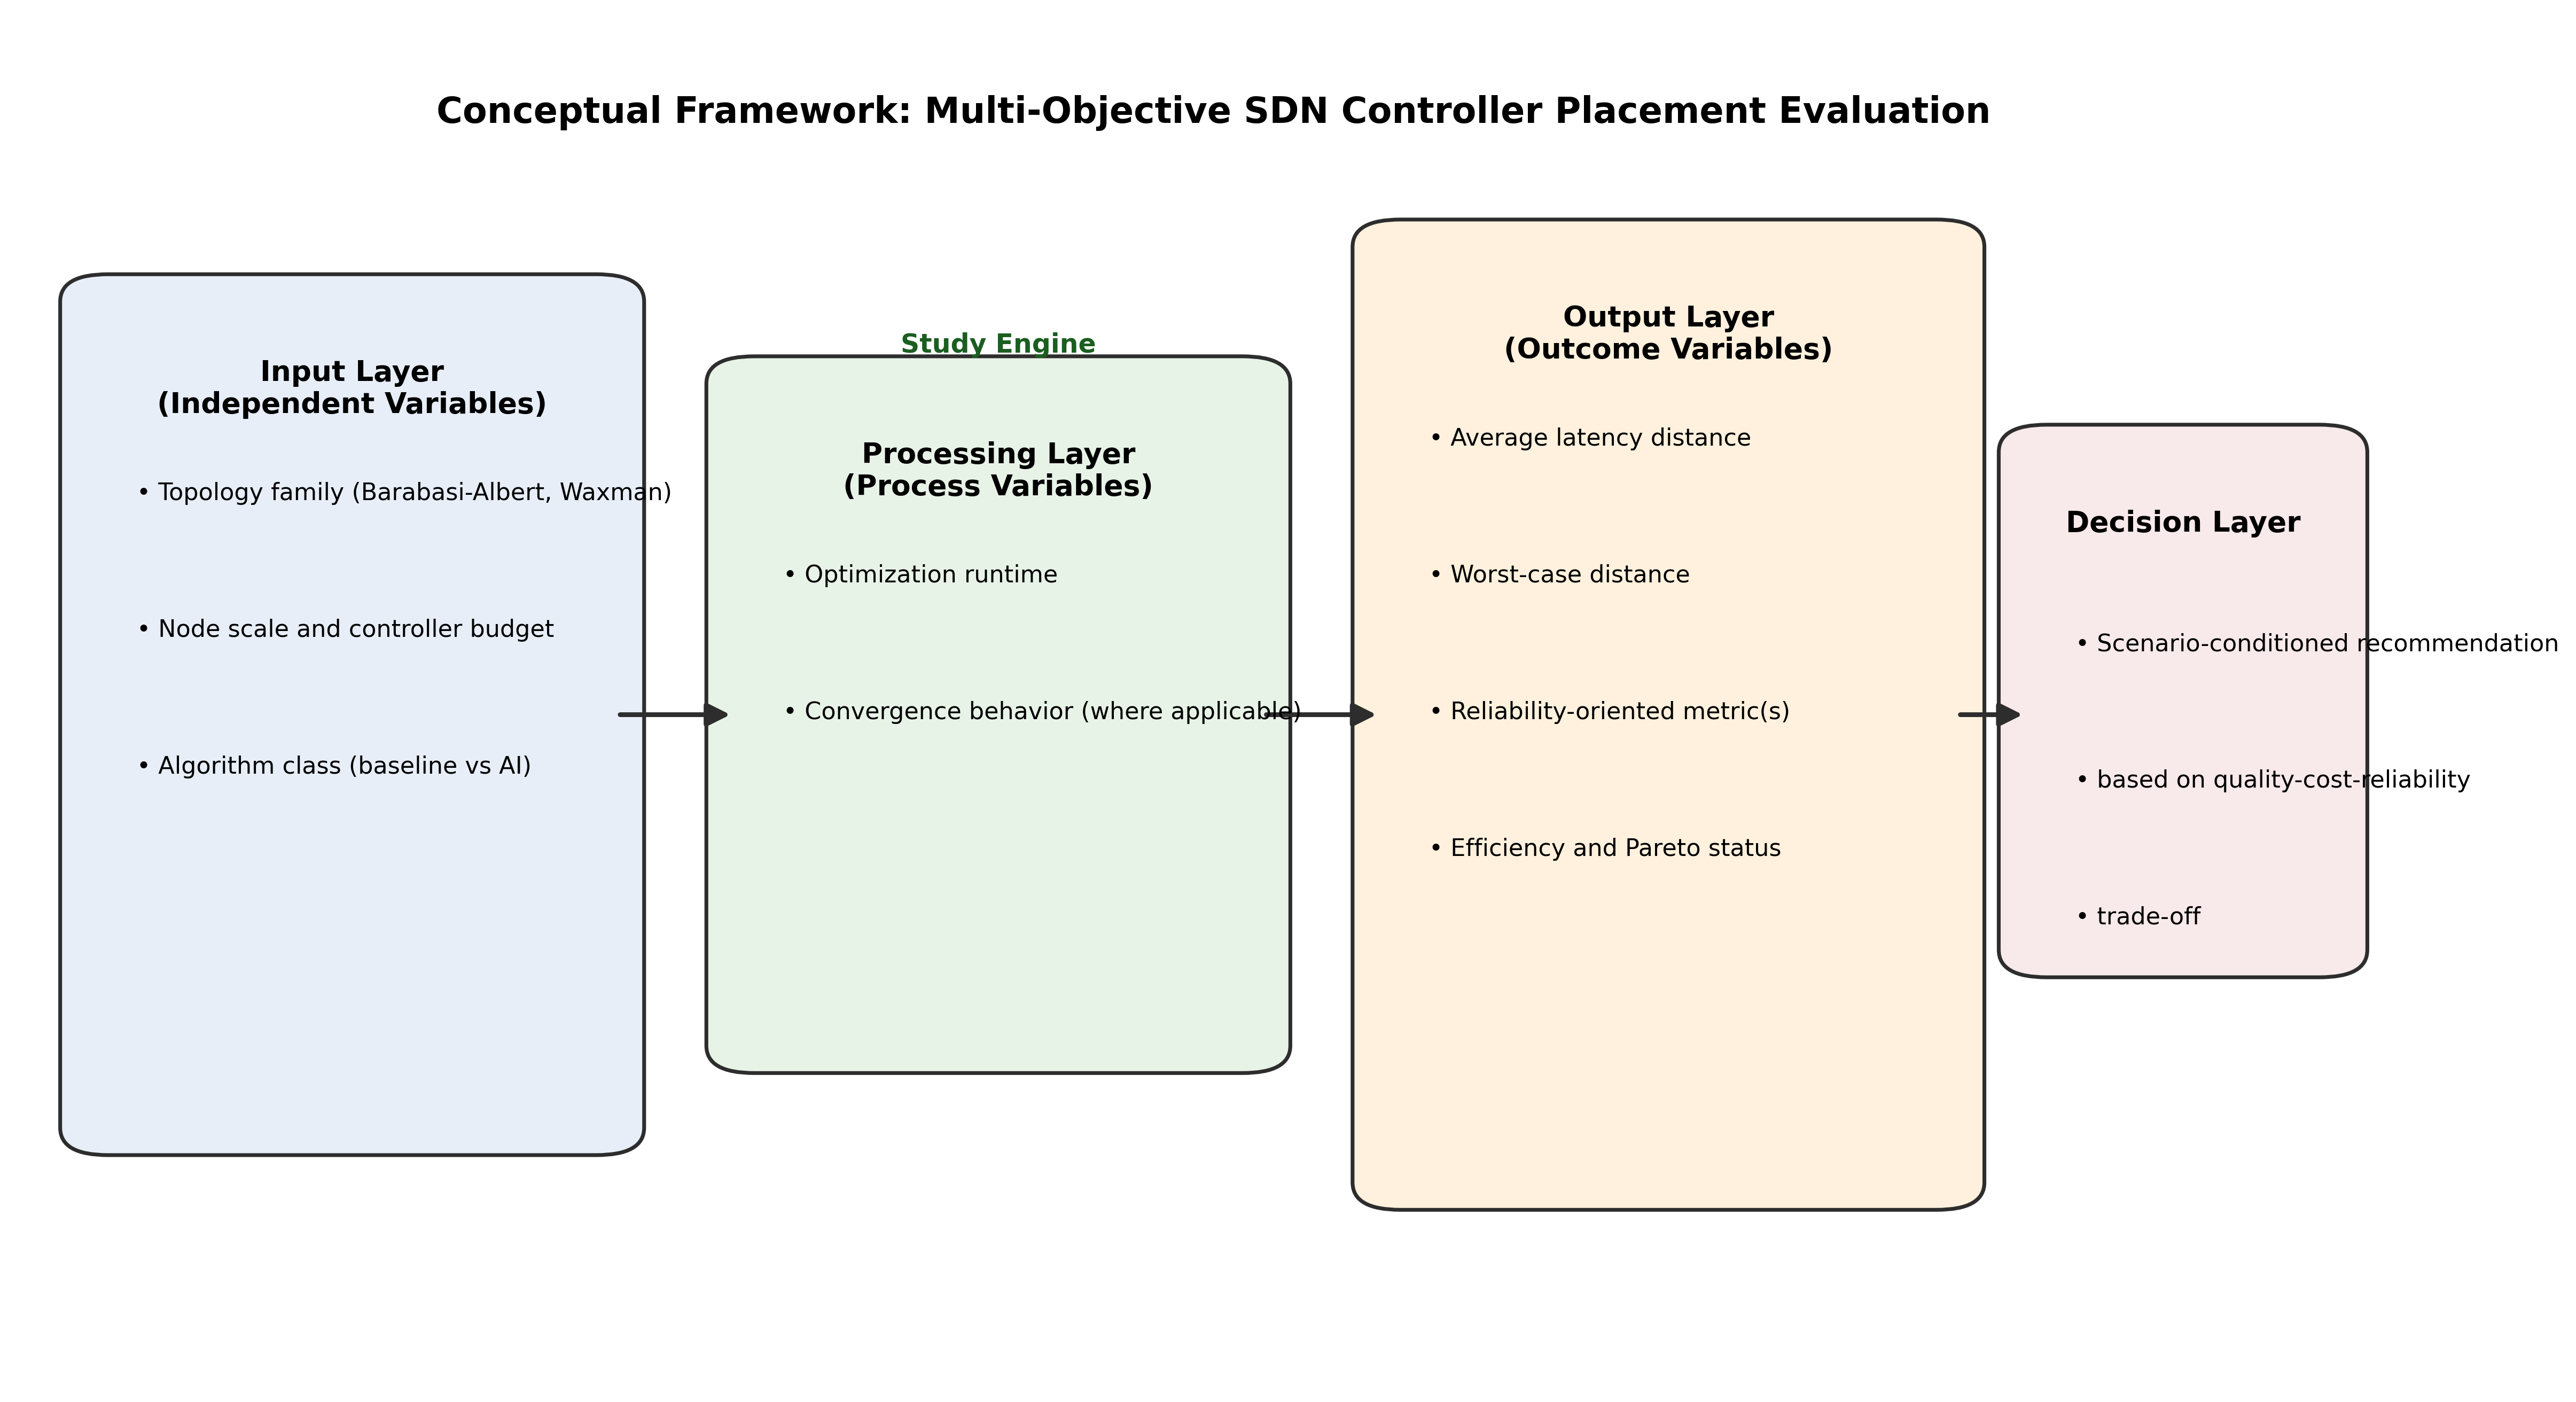 Conceptual Framework: Multi-Objective SDN Controller Placement Evaluation
Input Layer
(Independent Variables)
• Topology family (Barabasi-Albert, Waxman)
• Node scale and controller budget
• Algorithm class (baseline vs AI)
Study Engine
Processing Layer
(Process Variables)
• Optimization runtime
• Convergence behavior (where applicable)
Output Layer
(Outcome Variables)
• Average latency distance
• Worst-case distance
• Reliability-oriented metric(s)
• Efficiency and Pareto status
Decision Layer
• Scenario-conditioned recommendation
• based on quality-cost-reliability
• trade-off